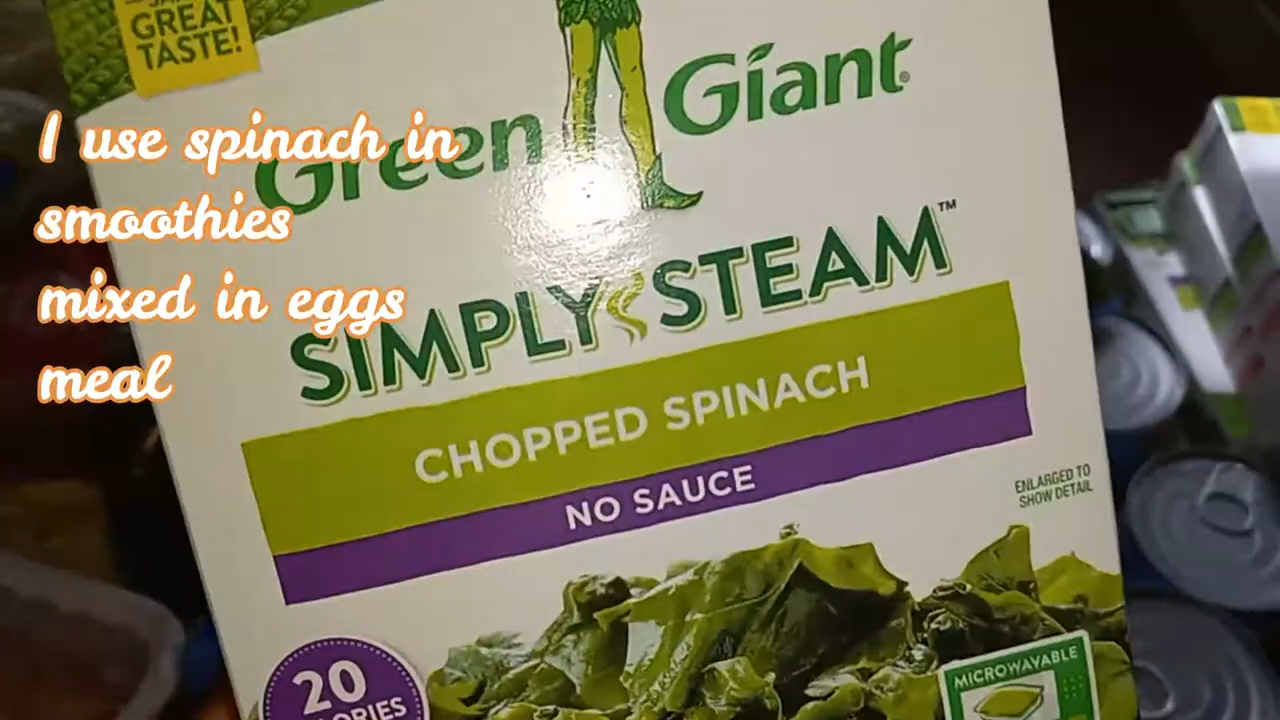 GREAT
TASTE!
Green Giant
I use spinach in
smoothies
mixed in eggs
meal
SIMPLY STEAM™
CHOPPED SPINACH
NO SAUCE
ENLARGED TO
SHOW DETAIL
20
MICROWAVABLE